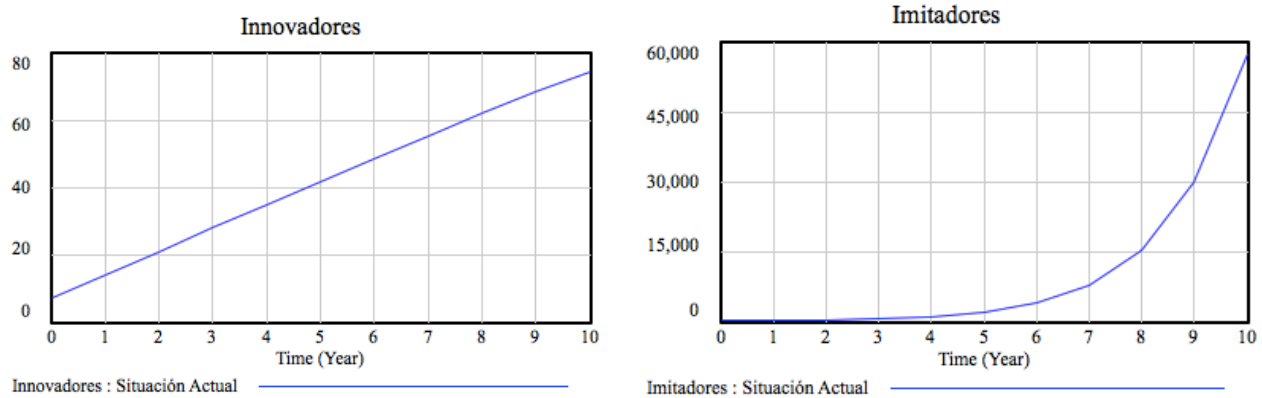 Innovadores
80
60
40
20
0
0 1 2 3 4 5 6 7 8 9 10
Time (Year)
Innovadores : Situación Actual
Imitadores
60,000
45,000
30,000
15,000
0
0 1 2 3 4 5 6 7 8 9 10
Time (Year)
Imitadores : Situación Actual